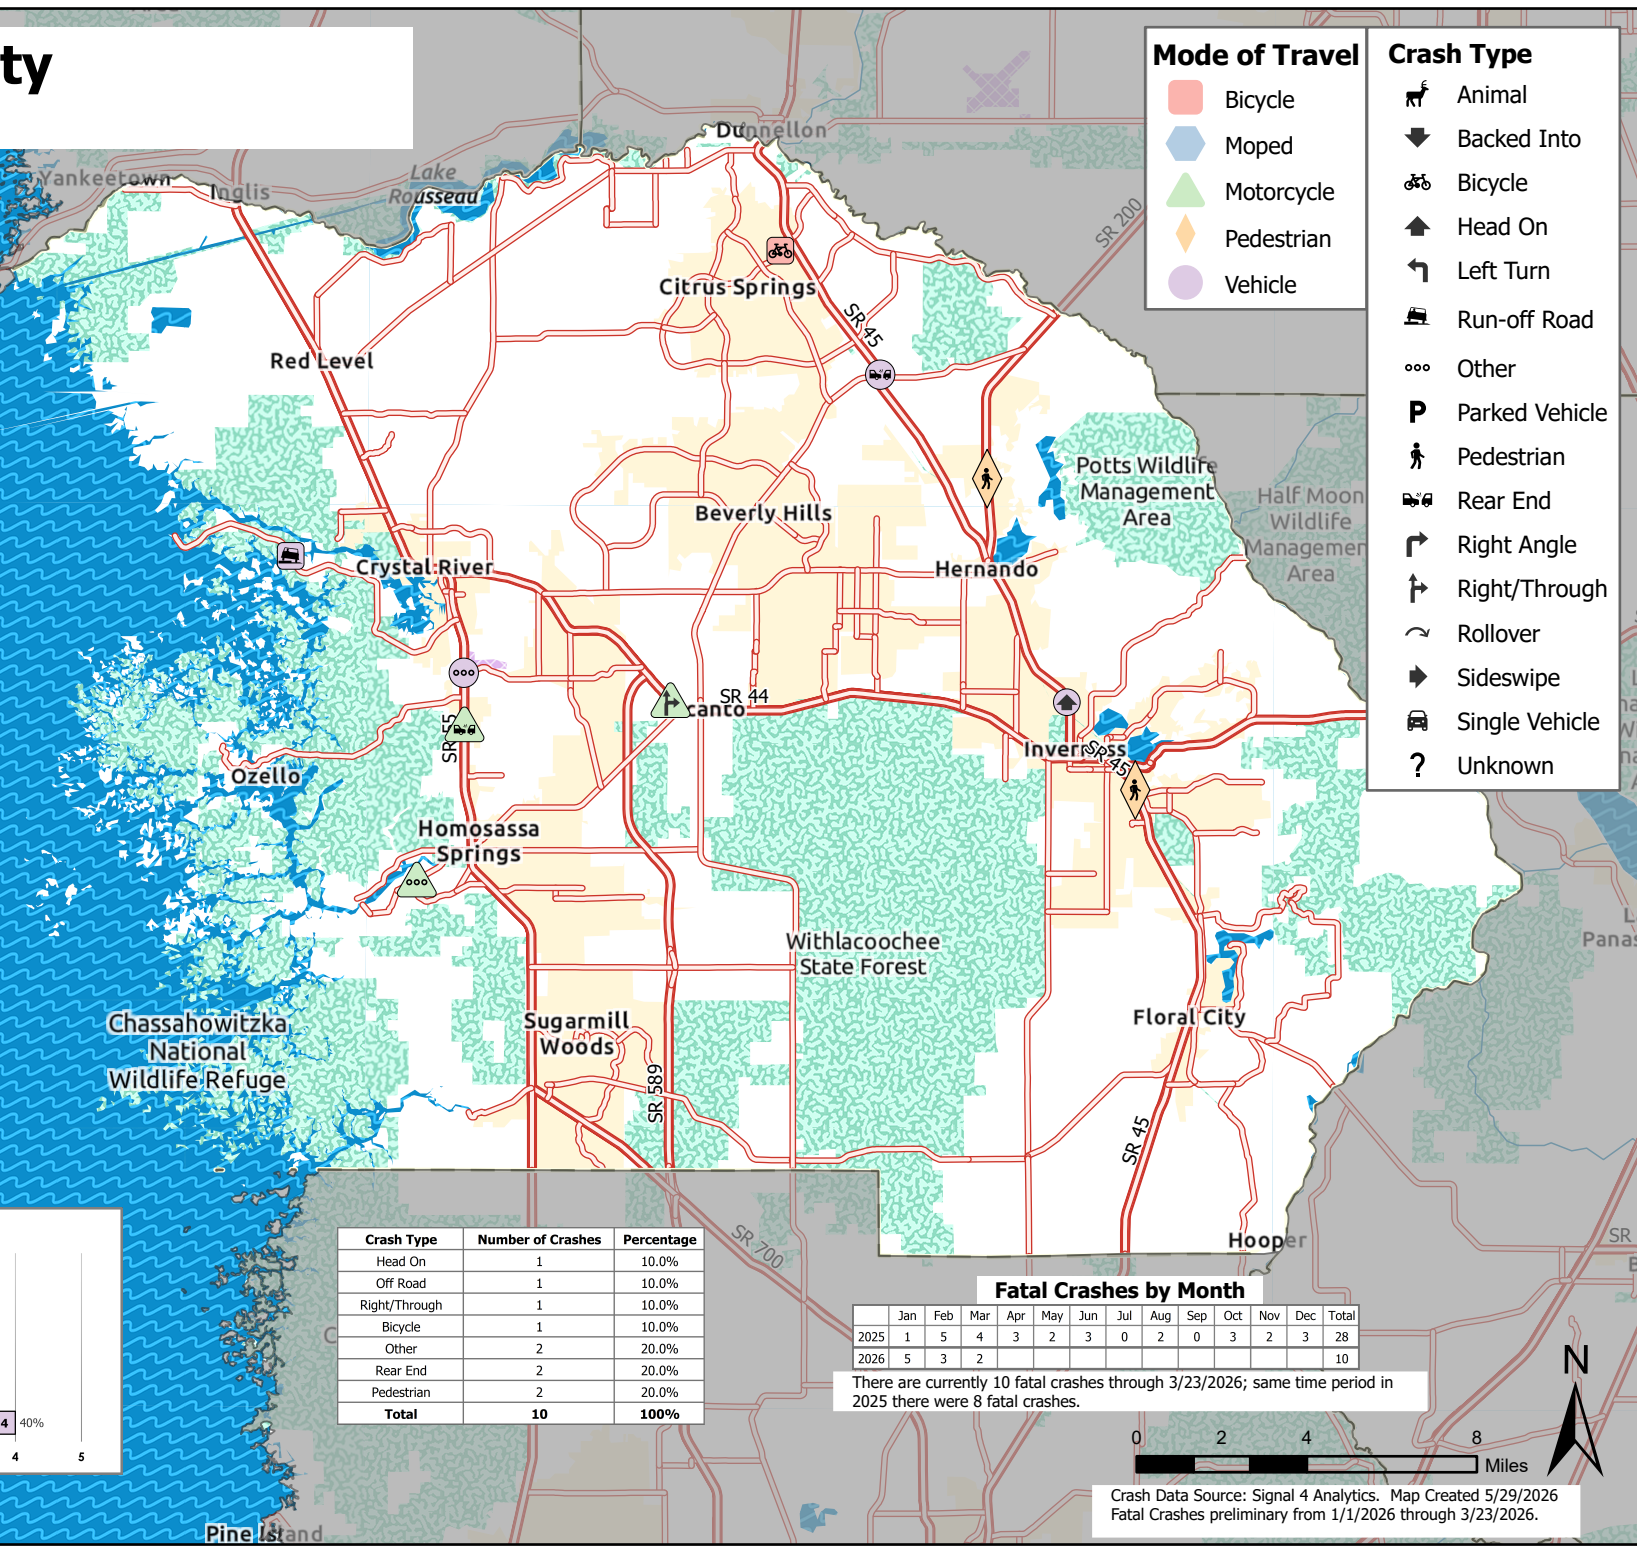 ty
Mode of Travel
Bicycle
Moped
Motorcycle
Pedestrian
Vehicle
Crash Type
Animal
Backed Into
Bicycle
Head On
Left Turn
Run-off Road
Other
P Parked Vehicle
Pedestrian
Rear End
Right Angle
Right/Through
Rollover
Sideswipe
Single Vehicle
? Unknown
Dunnellon
Yankeetown
Inglis
Lake
Rousseau
SR 200
Citrus Springs
SR 45
Red Level
Potts Wildlife
Management
Area
Half Moon
Wildlife
Managemen
Area
Beverly Hills
Crystal River
Hernando
SR 44
canto
SR 55
Inverness
SR 45
Ozello
Homosassa
Springs
Withlacoochee
State Forest
Panas
Chassahowitzka
National
Wildlife Refuge
Sugarmill
Woods
Floral City
SR 589
SR 45
SR 700
Hooper
SR
Pine Island
4 40%
4 5
Crash Type Number of Crashes Percentage
Head On 1 10.0%
Off Road 1 10.0%
Right/Through 1 10.0%
Bicycle 1 10.0%
Other 2 20.0%
Rear End 2 20.0%
Pedestrian 2 20.0%
Total 10 100%
Fatal Crashes by Month
Jan Feb Mar Apr May Jun Jul Aug Sep Oct Nov Dec Total
2025 1 5 4 3 2 3 0 2 0 3 2 3 28
2026 5 3 2 10
There are currently 10 fatal crashes through 3/23/2026; same time period in
2025 there were 8 fatal crashes.
N
0 2 4 8
Miles
Crash Data Source: Signal 4 Analytics. Map Created 5/29/2026
Fatal Crashes preliminary from 1/1/2026 through 3/23/2026.